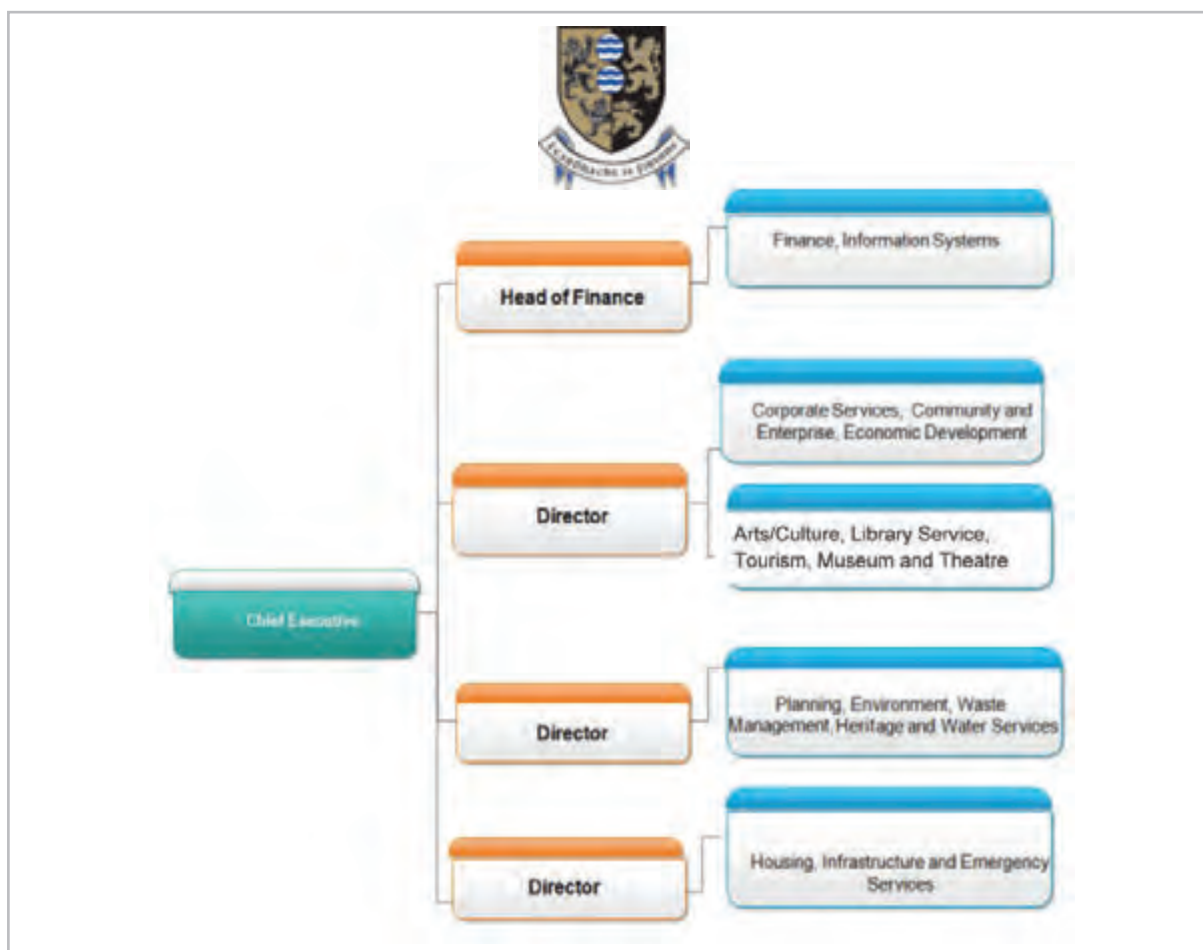 Head of Finance
Finance, Information Systems
Director
Corporate Services, Community and
Enterprise, Economic Development
Arts/Culture, Library Service,
Tourism, Museum and Theatre
Chief Executive
Director
Planning, Environment, Waste
Management, Heritage and Water Services
Director
Housing, Infrastructure and Emergency
Services